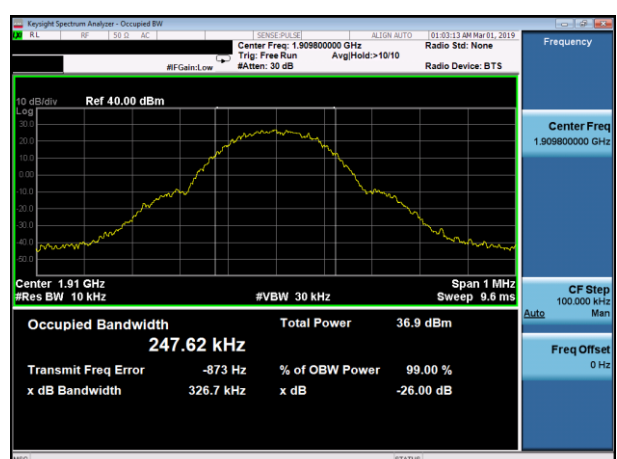 Keysight Spectrum Analyzer - Occupied BW
RL RF 50 Ω AC SENSE:PULSE ALIGN AUTO 01:03:13 AM Mar 01, 2019
Center Freq: 1.909800000 GHz Radio Std: None
Trig: Free Run Avg|Hold:>10/10
#IFGain:Low #Atten: 30 dB Radio Device: BTS
10 dB/div Ref 40.00 dBm
Log
30.0
20.0
10.0
0.00
-10.0
-20.0
-30.0
-40.0
-50.0
Center 1.91 GHz Span 1 MHz
#Res BW 10 kHz #VBW 30 kHz Sweep 9.6 ms
Occupied Bandwidth Total Power 36.9 dBm
247.62 kHz
Transmit Freq Error -873 Hz % of OBW Power 99.00 %
x dB Bandwidth 326.7 kHz x dB -26.00 dB
MSG STATUS
Frequency
Center Freq
1.909800000 GHz
CF Step
100.000 kHz
Auto Man
Freq Offset
0 Hz